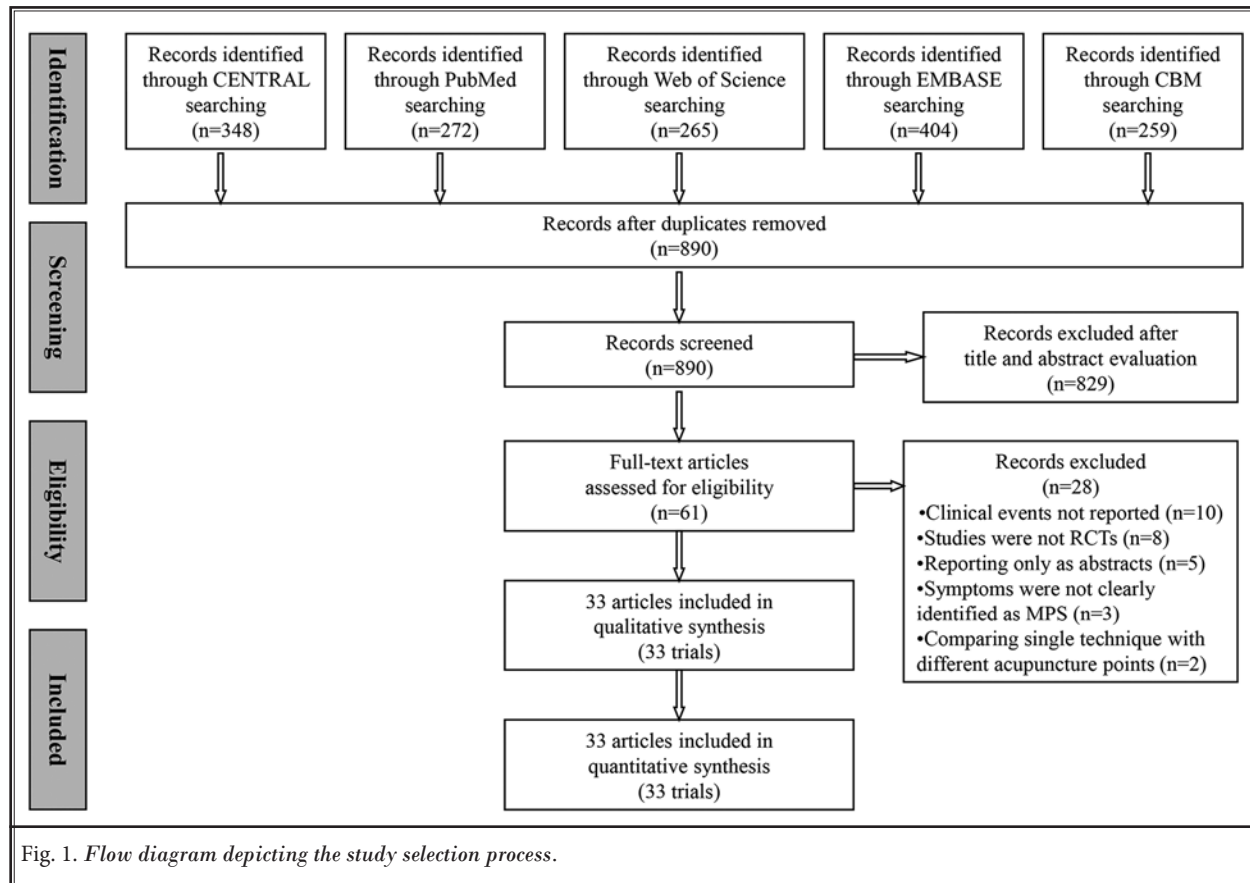 Identification
Records identified
through CENTRAL
searching
(n=348)
Records identified
through PubMed
searching
(n=272)
Records identified
through Web of Science
searching
(n=265)
Records identified
through EMBASE
searching
(n=404)
Records identified
through CBM
searching
(n=259)
Screening
Records after duplicates removed
(n=890)
Records screened
(n=890)
Records excluded after
title and abstract evaluation
(n=829)
Eligibility
Full-text articles
assessed for eligibility
(n=61)
Records excluded
(n=28)
•Clinical events not reported (n=10)
•Studies were not RCTs (n=8)
•Reporting only as abstracts (n=5)
•Symptoms were not clearly
identified as MPS (n=3)
•Comparing single technique with
different acupuncture points (n=2)
33 articles included in
qualitative synthesis
(33 trials)
Included
33 articles included in
quantitative synthesis
(33 trials)
Fig. 1. Flow diagram depicting the study selection process.